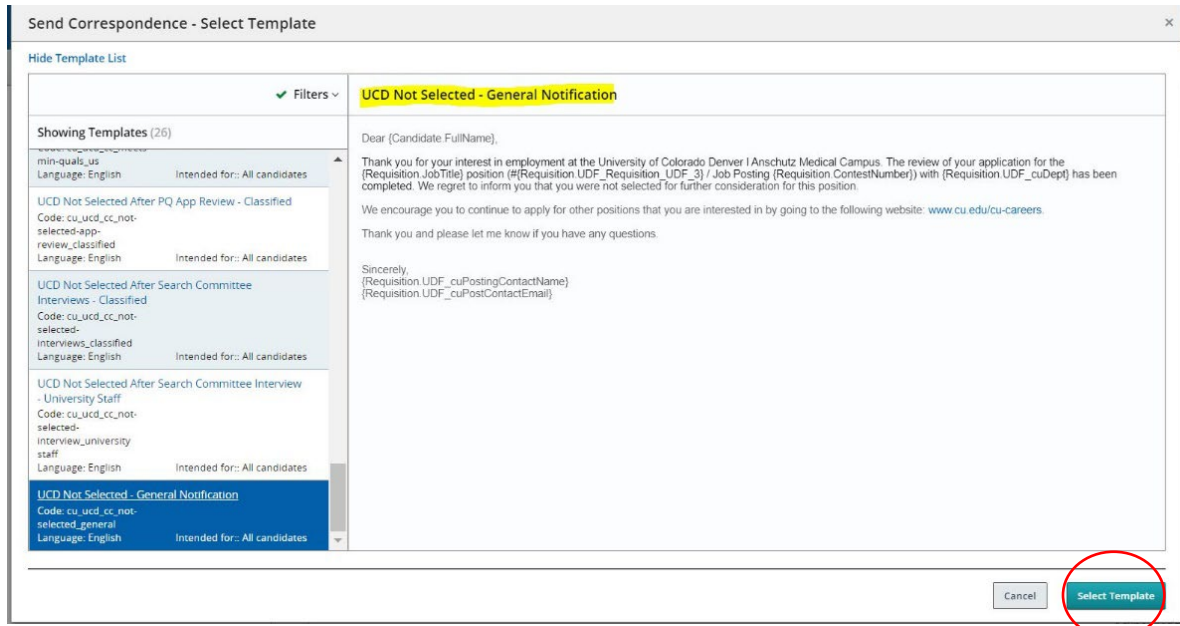 Send Correspondence - Select Template
×
Hide Template List
Filters
Showing Templates (26)
min-quals_us
Language: English Intended for:: All candidates
UCD Not Selected After PQ App Review - Classified
Code: cu_ucd_cc_not-
selected-app-
review_classified
Language: English Intended for:: All candidates
UCD Not Selected After Search Committee
Interviews - Classified
Code: cu_ucd_cc_not-
selected-
interviews_classified
Language: English Intended for:: All candidates
UCD Not Selected After Search Committee Interview
- University Staff
Code: cu_ucd_cc_not-
selected-
interview_university
staff
Language: English Intended for:: All candidates
UCD Not Selected - General Notification
Code: cu_ucd_cc_not-
selected_general
Language: English Intended for:: All candidates
UCD Not Selected - General Notification
Dear {Candidate.FullName},
Thank you for your interest in employment at the University of Colorado Denver I Anschutz Medical Campus. The review of your application for the
{Requisition.JobTitle} position (#{Requisition.UDF_Requisition_UDF_3} / Job Posting {Requisition.ContestNumber}) with {Requisition.UDF_cuDept} has been
completed. We regret to inform you that you were not selected for further consideration for this position.
We encourage you to continue to apply for other positions that you are interested in by going to the following website: www.cu.edu/cu-careers.
Thank you and please let me know if you have any questions.
Sincerely,
{Requisition.UDF_cuPostingContactName}
{Requisition.UDF_cuPostContactEmail}
Cancel
Select Template